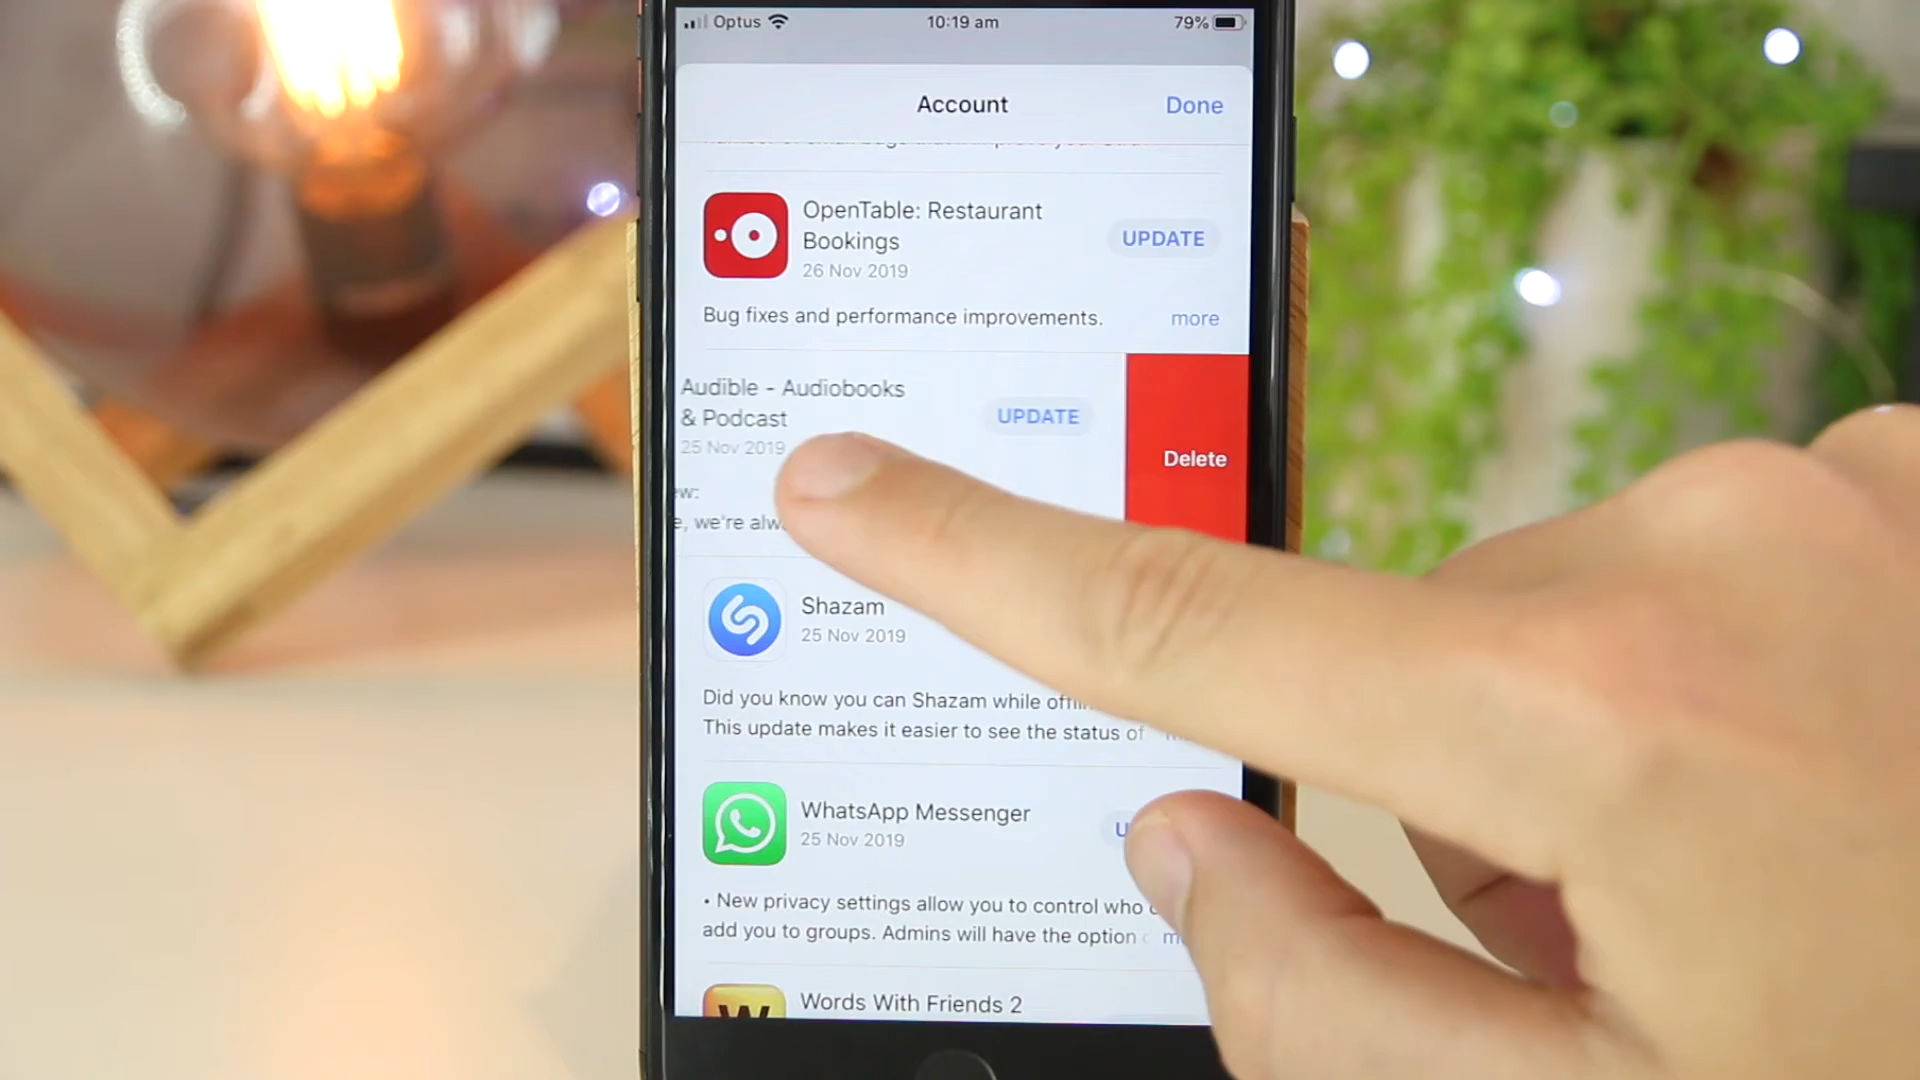 Optus
10:19 am
79%
Account
Done
OpenTable: Restaurant
Bookings
26 Nov 2019
UPDATE
Bug fixes and performance improvements.
more
Audible - Audiobooks
& Podcast
25 Nov 2019
UPDATE
Delete
ew:
e, we're alw
Shazam
25 Nov 2019
Did you know you can Shazam while offlin
This update makes it easier to see the status of
WhatsApp Messenger
25 Nov 2019
U
• New privacy settings allow you to control who c
add you to groups. Admins will have the option
m
W
Words With Friends 2